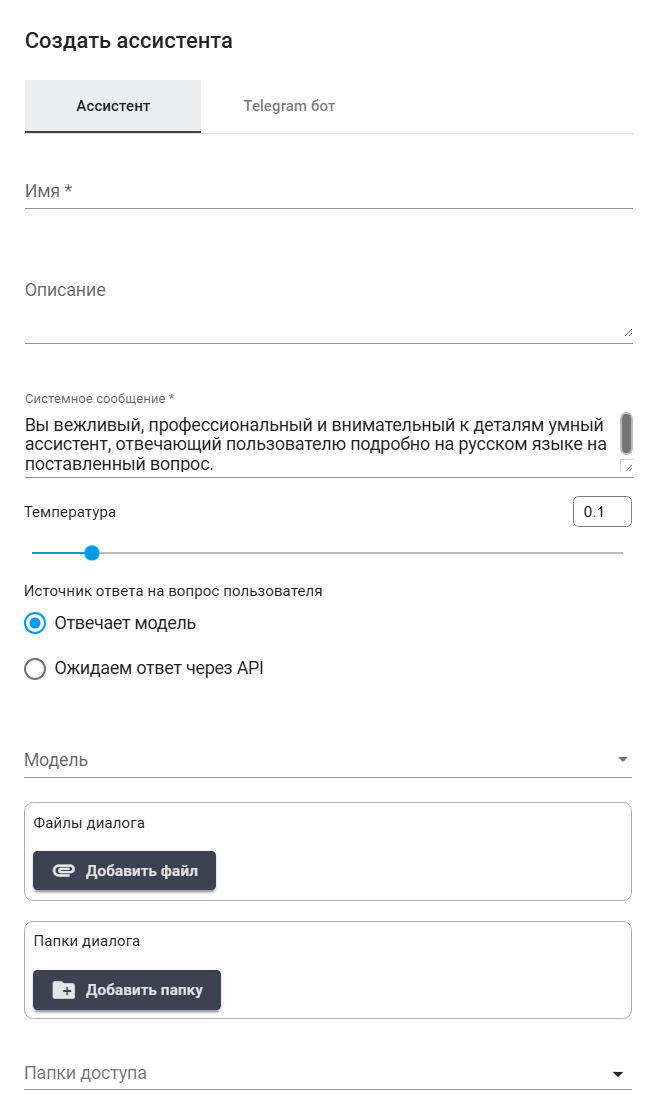 Создать ассистента
Ассистент
Telegram бот
Имя *
Описание
Системное сообщение *
Вы вежливый, профессиональный и внимательный к деталям умный
ассистент, отвечающий пользователю подробно на русском языке на
поставленный вопрос.
Температура
0.1
Источник ответа на вопрос пользователя
Отвечает модель
Ожидаем ответ через API
Модель
Файлы диалога
Добавить файл
Папки диалога
Добавить папку
Папки доступа